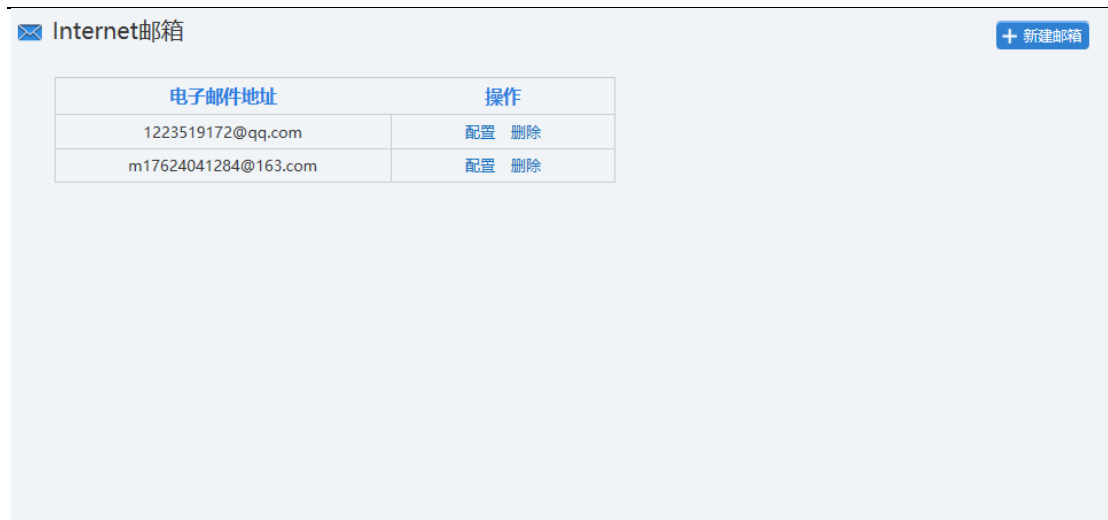 Internet邮箱
新建邮箱
电子邮件地址 操作
1223519172@qq.com 配置 删除
m17624041284@163.com 配置 删除